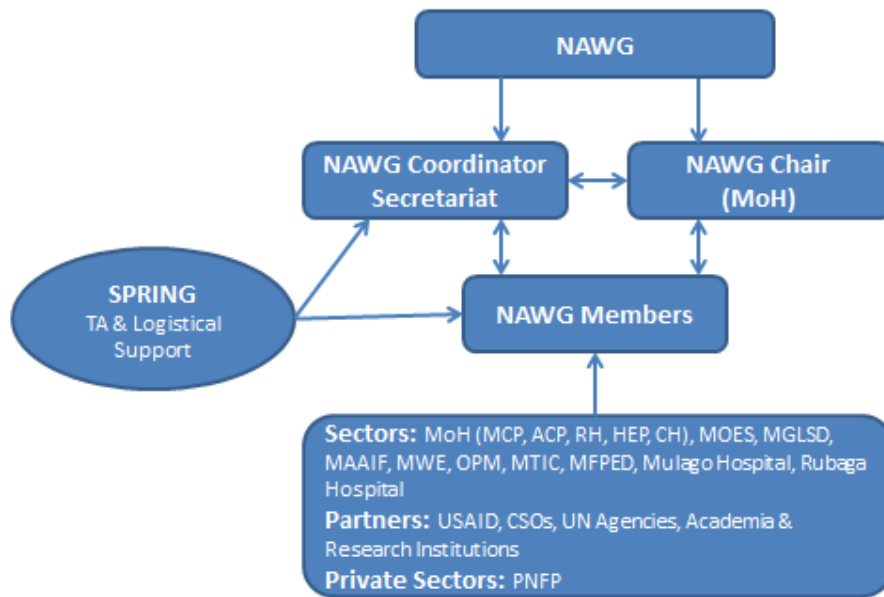 NAWG
NAWG Coordinator
Secretariat
NAWG Chair
(MoH)
SPRING
TA & Logistical
Support
NAWG Members
Sectors: MoH (MCP, ACP, RH, HEP, CH), MOES, MGLSD,
MAAIF, MWE, OPM, MTIC, MFPED, Mulago Hospital, Rubaga
Hospital
Partners: USAID, CSOs, UN Agencies, Academia &
Research Institutions
Private Sectors: PNFP